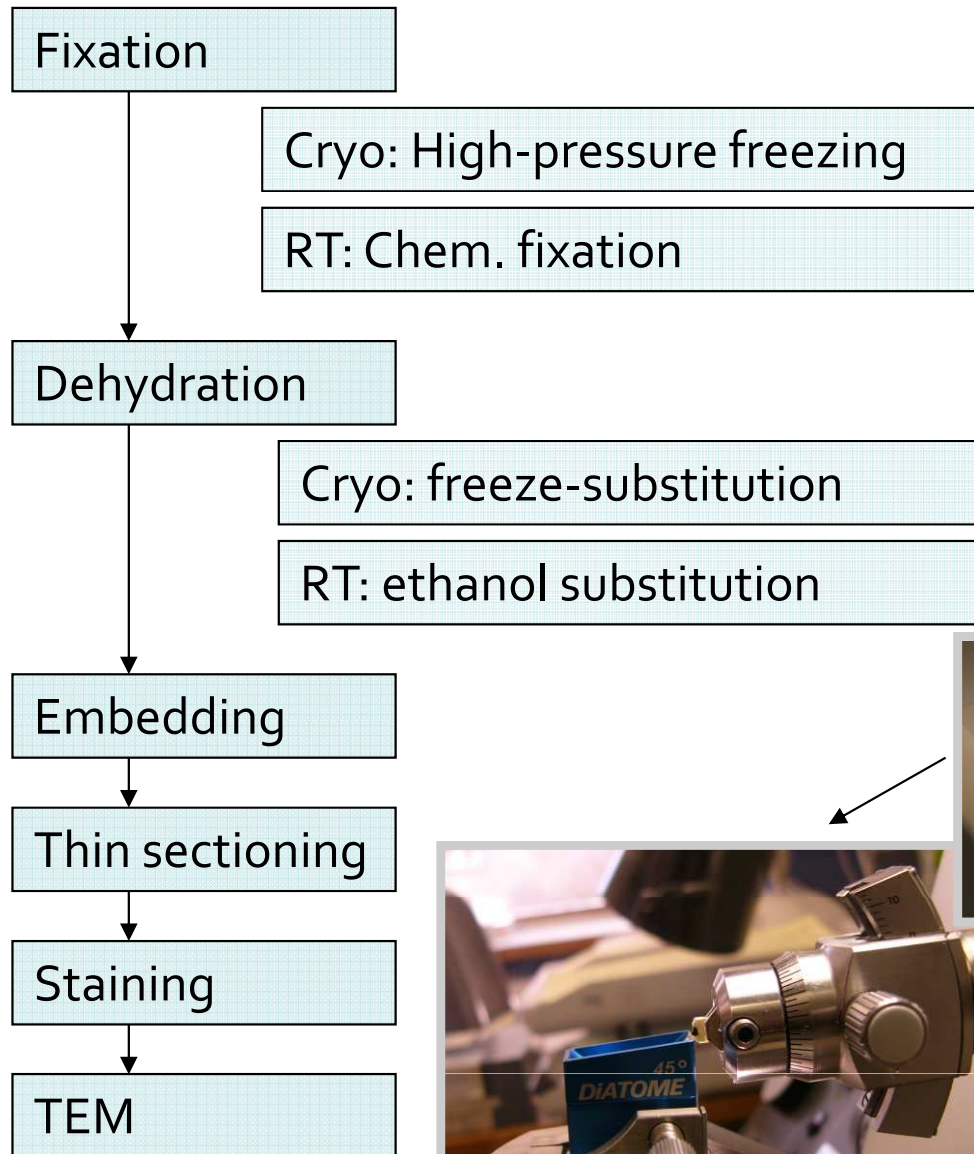 Fixation
Cryo: High-pressure freezing
RT: Chem. fixation
Dehydration
Cryo: freeze-substitution
RT: ethanol substitution
Embedding
Thin sectioning
Staining
TEM
45°
DiATOME